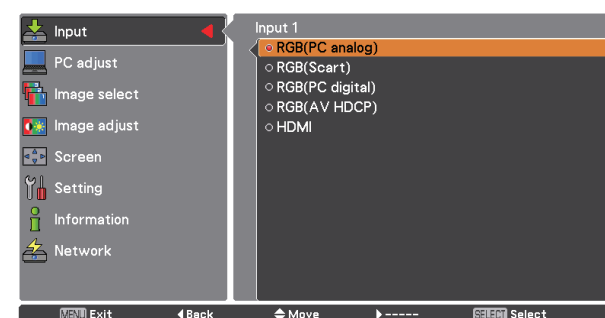 Input
PC adjust
Image select
Image adjust
Screen
Setting
Information
Network
Input 1
RGB(PC analog)
RGB(Scart)
RGB(PC digital)
RGB(AV HDCP)
HDMI
MENU Exit ◀Back Move ▶----- SELECT Select